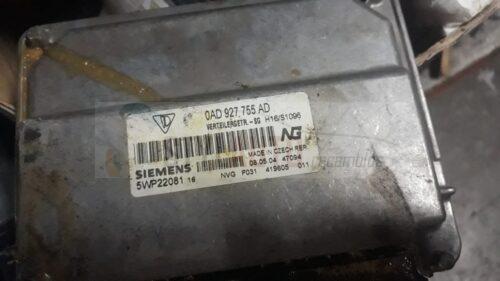 0AD 927 755 AD
VERTEILERGETR.-SG H16/S1096
NG
SIEMENS
MADE IN CZECH REP.
5WP22081 16
08.05.04 47094
NVG P031 419605 011